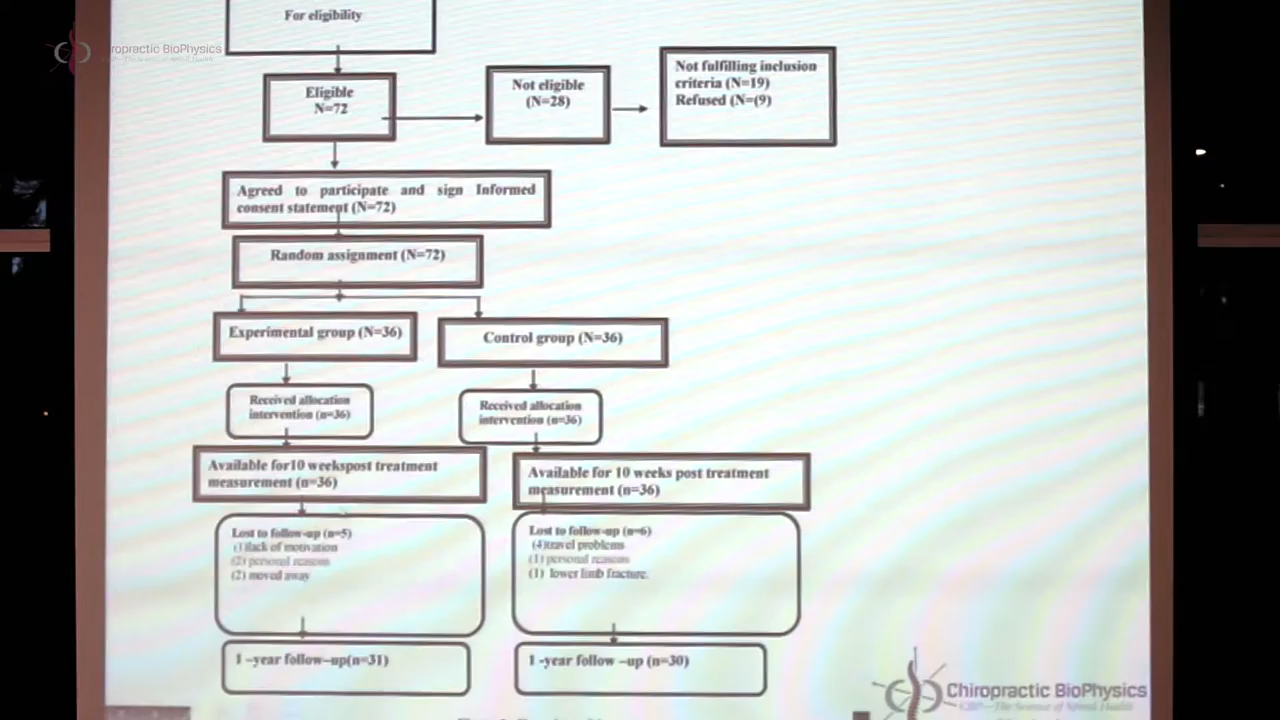 For eligibility
ropractic BioPhysics
Eligible
N=72
Not eligible
(N=28)
Not fulfilling inclusion
criteria (N=19)
Refused (N=(9)
Agreed to participate and sign Informed
consent statement (N=72)
Random assignment (N=72)
Experimental group (N=36)
Control group (N=36)
Received allocation
intervention (n=36)
Received allocation
intervention (n=36)
Available for10 weekspost treatment
measurement (n=36)
Available for 10 weeks post treatment
measurement (n=36)
Lost to follow-up (n=5)
(1)lack of motivation
(2) personal reasons
(2) moved away
Lost to follow-up (n=6)
(4)travel problems
(1) personal reasons
(1) lower limb fracture.
1 –year follow–up(n=31)
1 -year follow –up (n=30)
Chiropractic BioPhysics